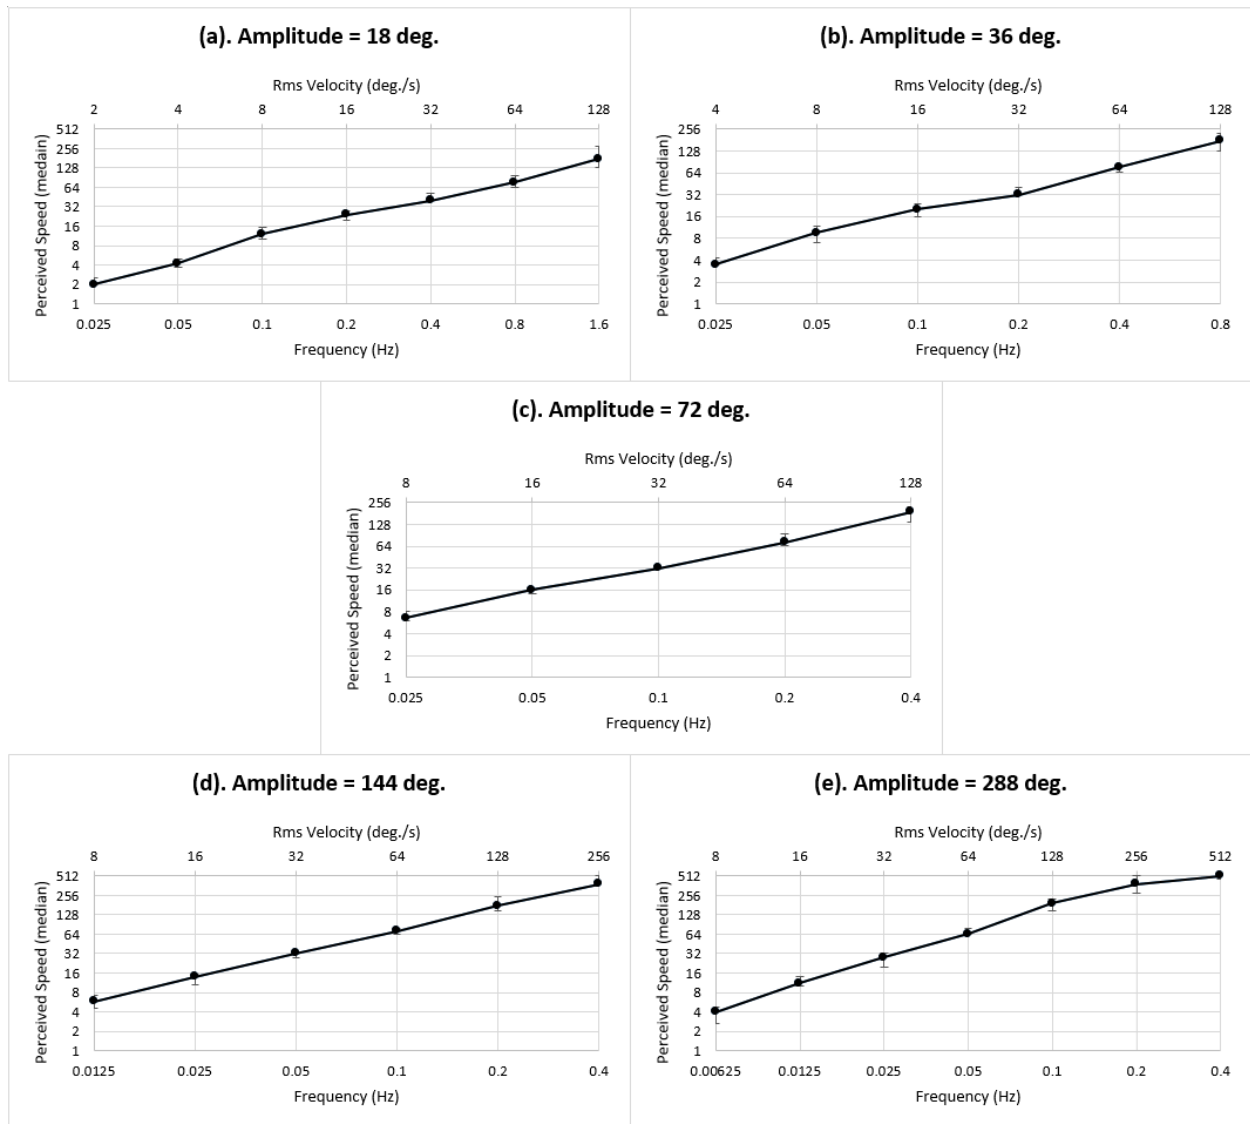 (a). Amplitude = 18 deg.
Rms Velocity (deg./s)
2 4 8 16 32 64 128
Perceived Speed (medain)
512
256
128
64
32
16
8
4
2
1
0.025 0.05 0.1 0.2 0.4 0.8 1.6
Frequency (Hz)
(b). Amplitude = 36 deg.
Rms Velocity (deg./s)
4 8 16 32 64 128
Perceived Speed (median)
256
128
64
32
16
8
4
2
1
0.025 0.05 0.1 0.2 0.4 0.8
Frequency (Hz)
(c). Amplitude = 72 deg.
Rms Velocity (deg./s)
8 16 32 64 128
Perceived Speed (median)
256
128
64
32
16
8
4
2
1
0.025 0.05 0.1 0.2 0.4
Frequency (Hz)
(d). Amplitude = 144 deg.
Rms Velocity (deg./s)
8 16 32 64 128 256
Perceived Speed (median)
512
256
128
64
32
16
8
4
2
1
0.0125 0.025 0.05 0.1 0.2 0.4
Frequency (Hz)
(e). Amplitude = 288 deg.
Rms Velocity (deg./s)
8 16 32 64 128 256 512
Perceived Speed (median)
512
256
128
64
32
16
8
4
2
1
0.00625 0.0125 0.025 0.05 0.1 0.2 0.4
Frequency (Hz)